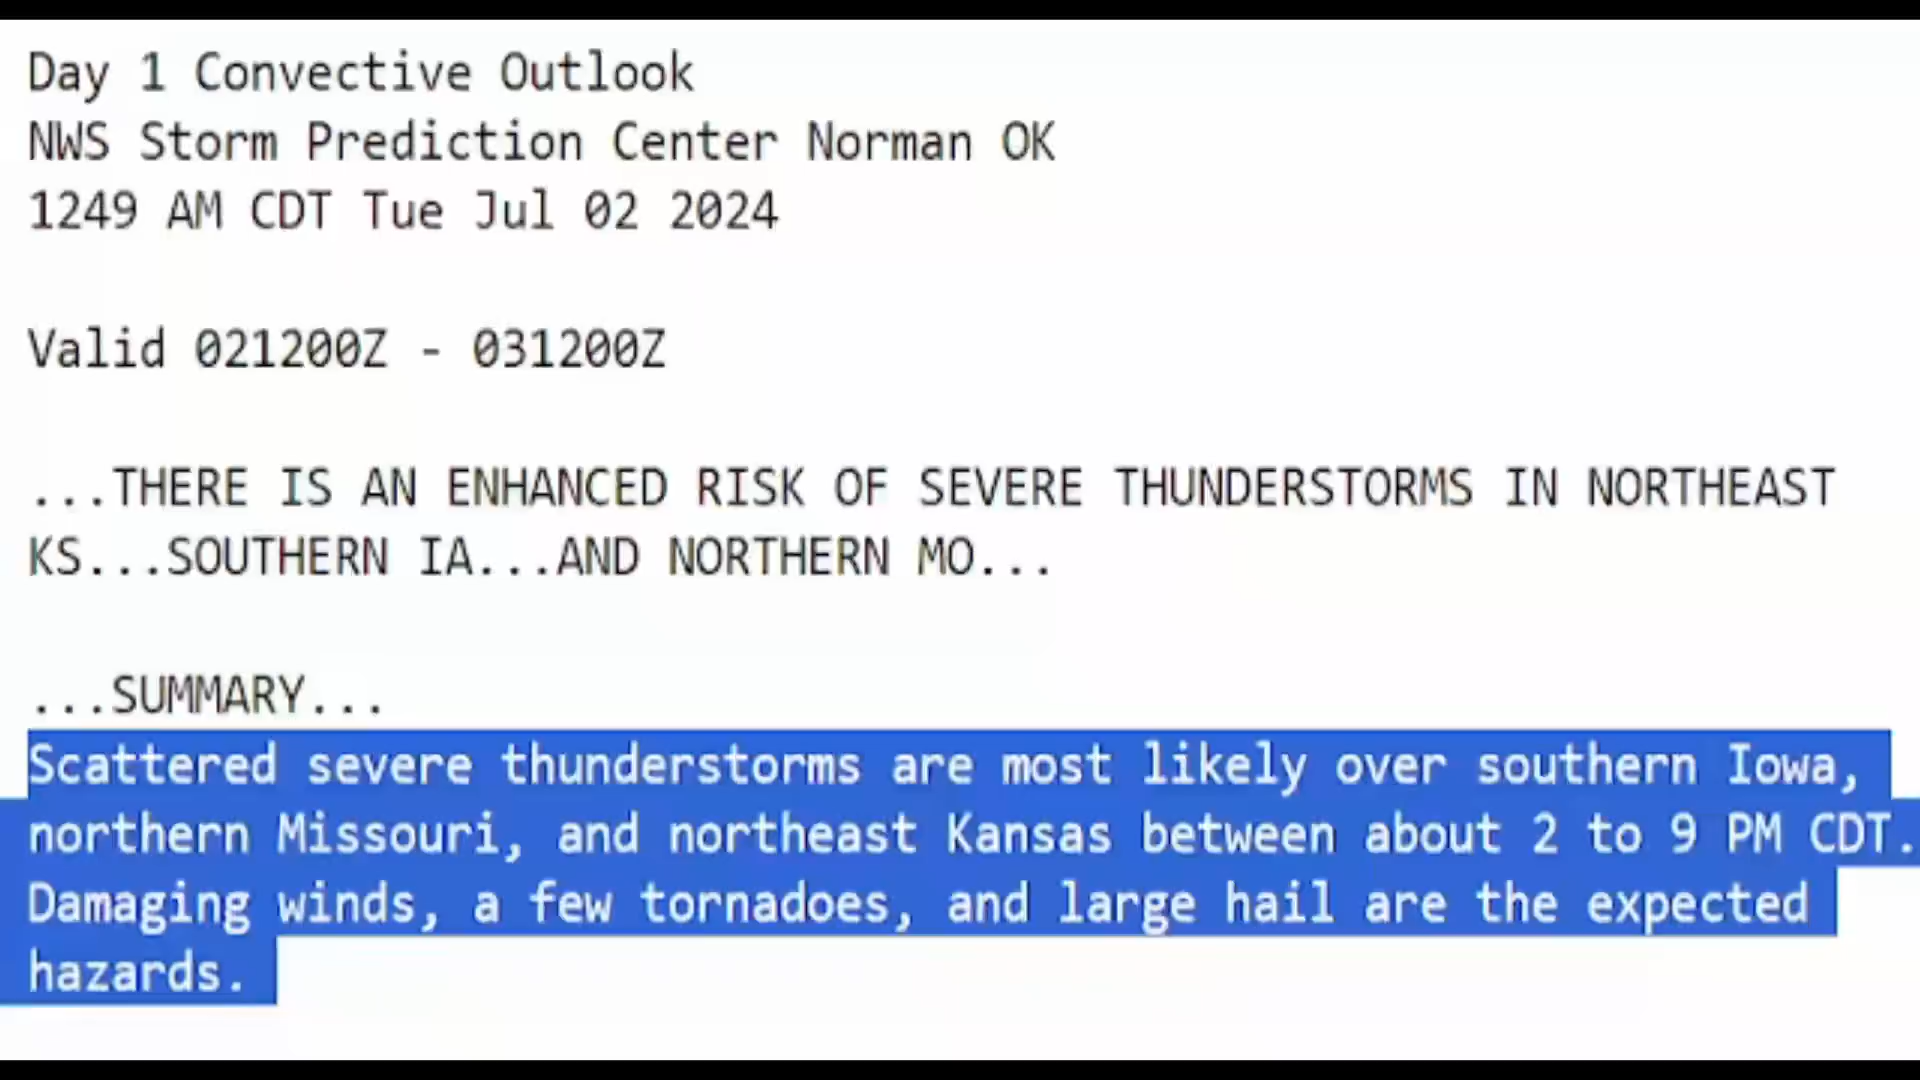 Day 1 Convective Outlook
NWS Storm Prediction Center Norman OK
1249 AM CDT Tue Jul 02 2024
Valid 021200Z - 031200Z
...THERE IS AN ENHANCED RISK OF SEVERE THUNDERSTORMS IN NORTHEAST
KS...SOUTHERN IA...AND NORTHERN MO...
...SUMMARY...
Scattered severe thunderstorms are most likely over southern Iowa,
northern Missouri, and northeast Kansas between about 2 to 9 PM CDT.
Damaging winds, a few tornadoes, and large hail are the expected
hazards.